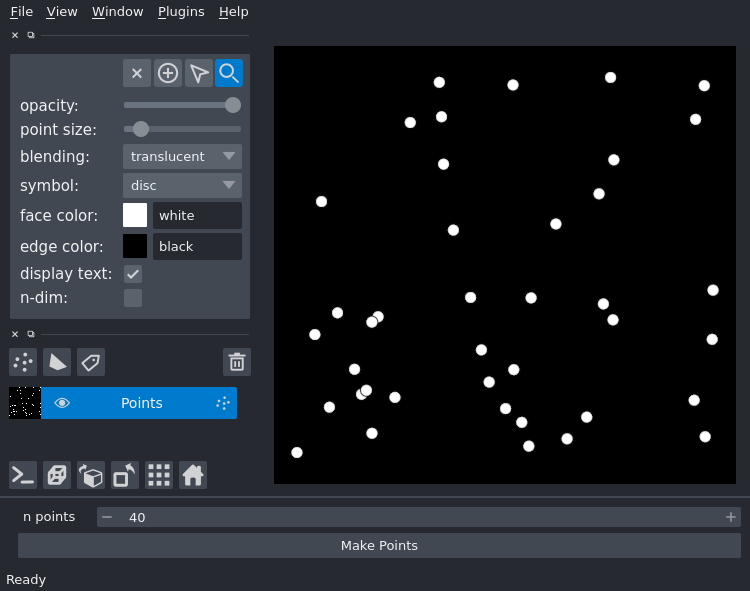 File View Window Plugins Help
opacity:
point size:
blending: translucent
symbol: disc
face color: white
edge color: black
display text:
n-dim:
Points
n points 40
Make Points
Ready